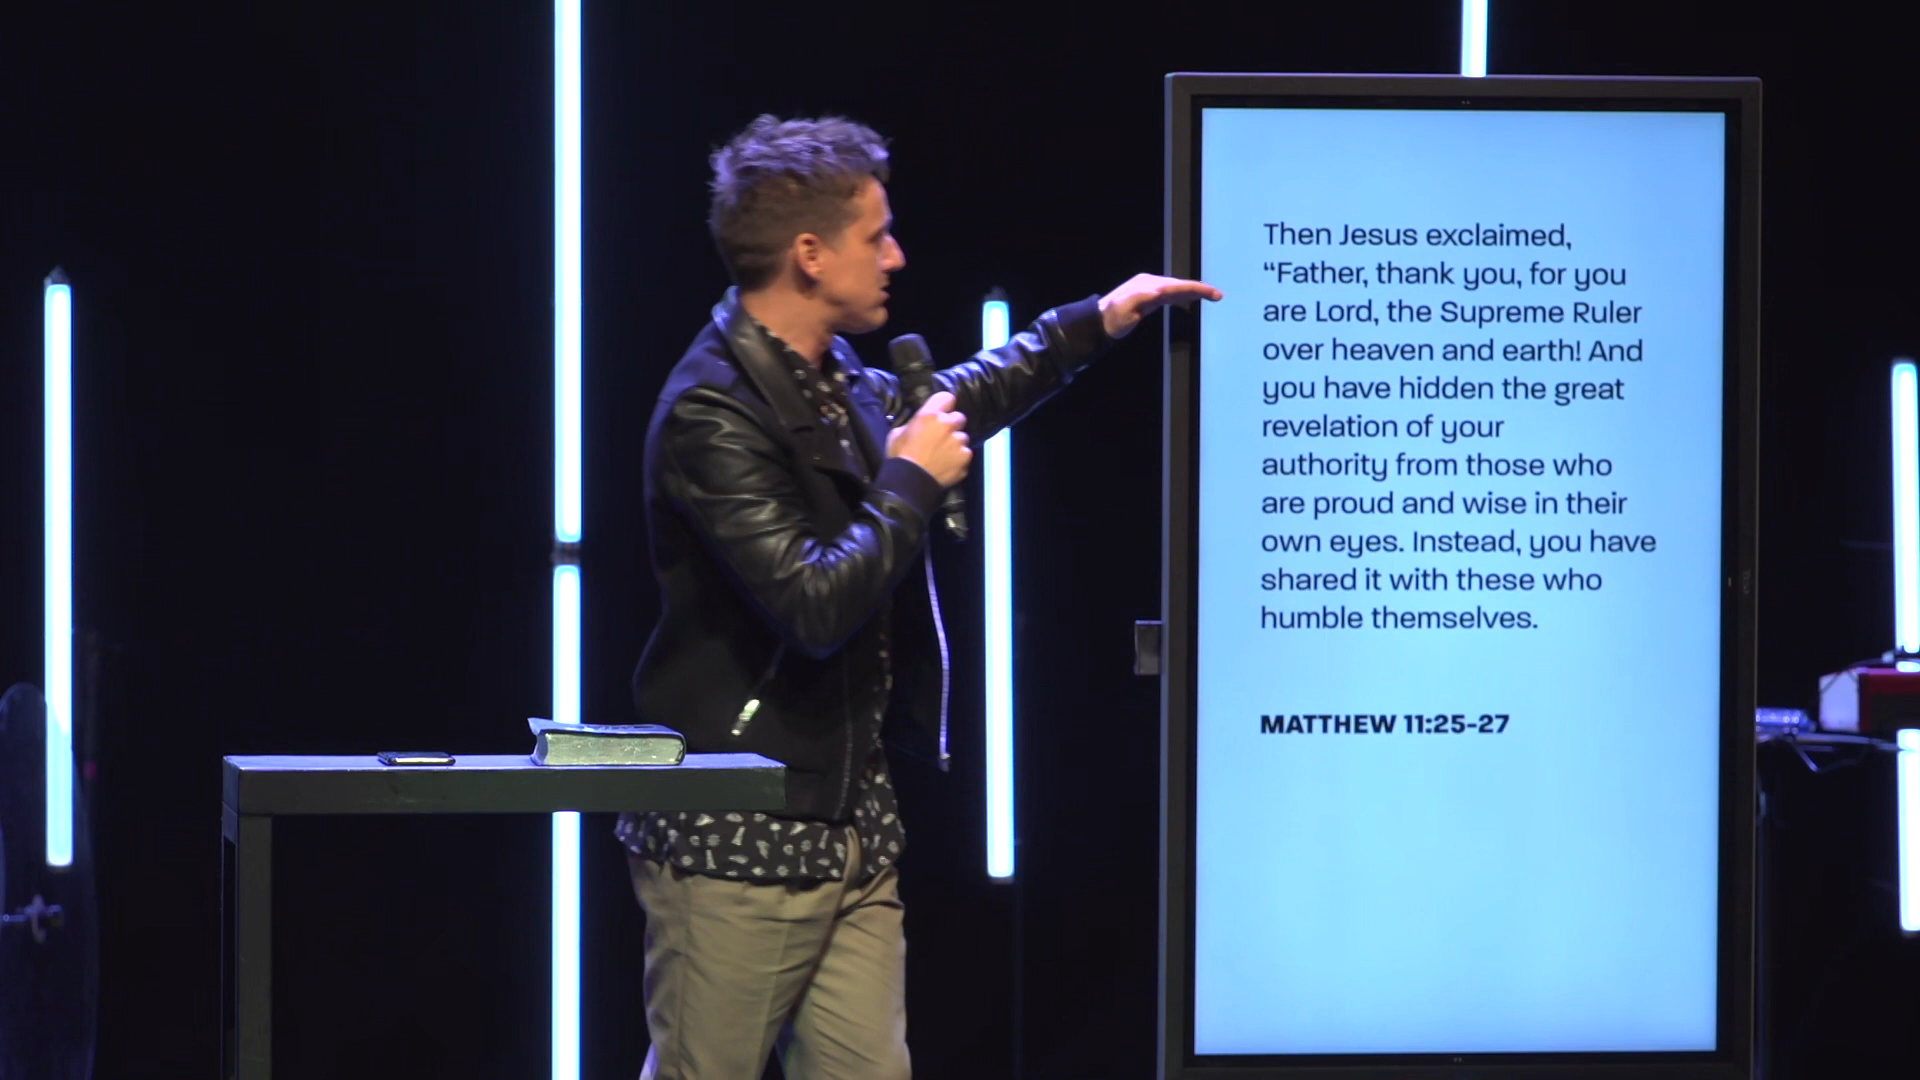 Then Jesus exclaimed,
“Father, thank you, for you
are Lord, the Supreme Ruler
over heaven and earth! And
you have hidden the great
revelation of your
authority from those who
are proud and wise in their
own eyes. Instead, you have
shared it with these who
humble themselves.
MATTHEW 11:25-27